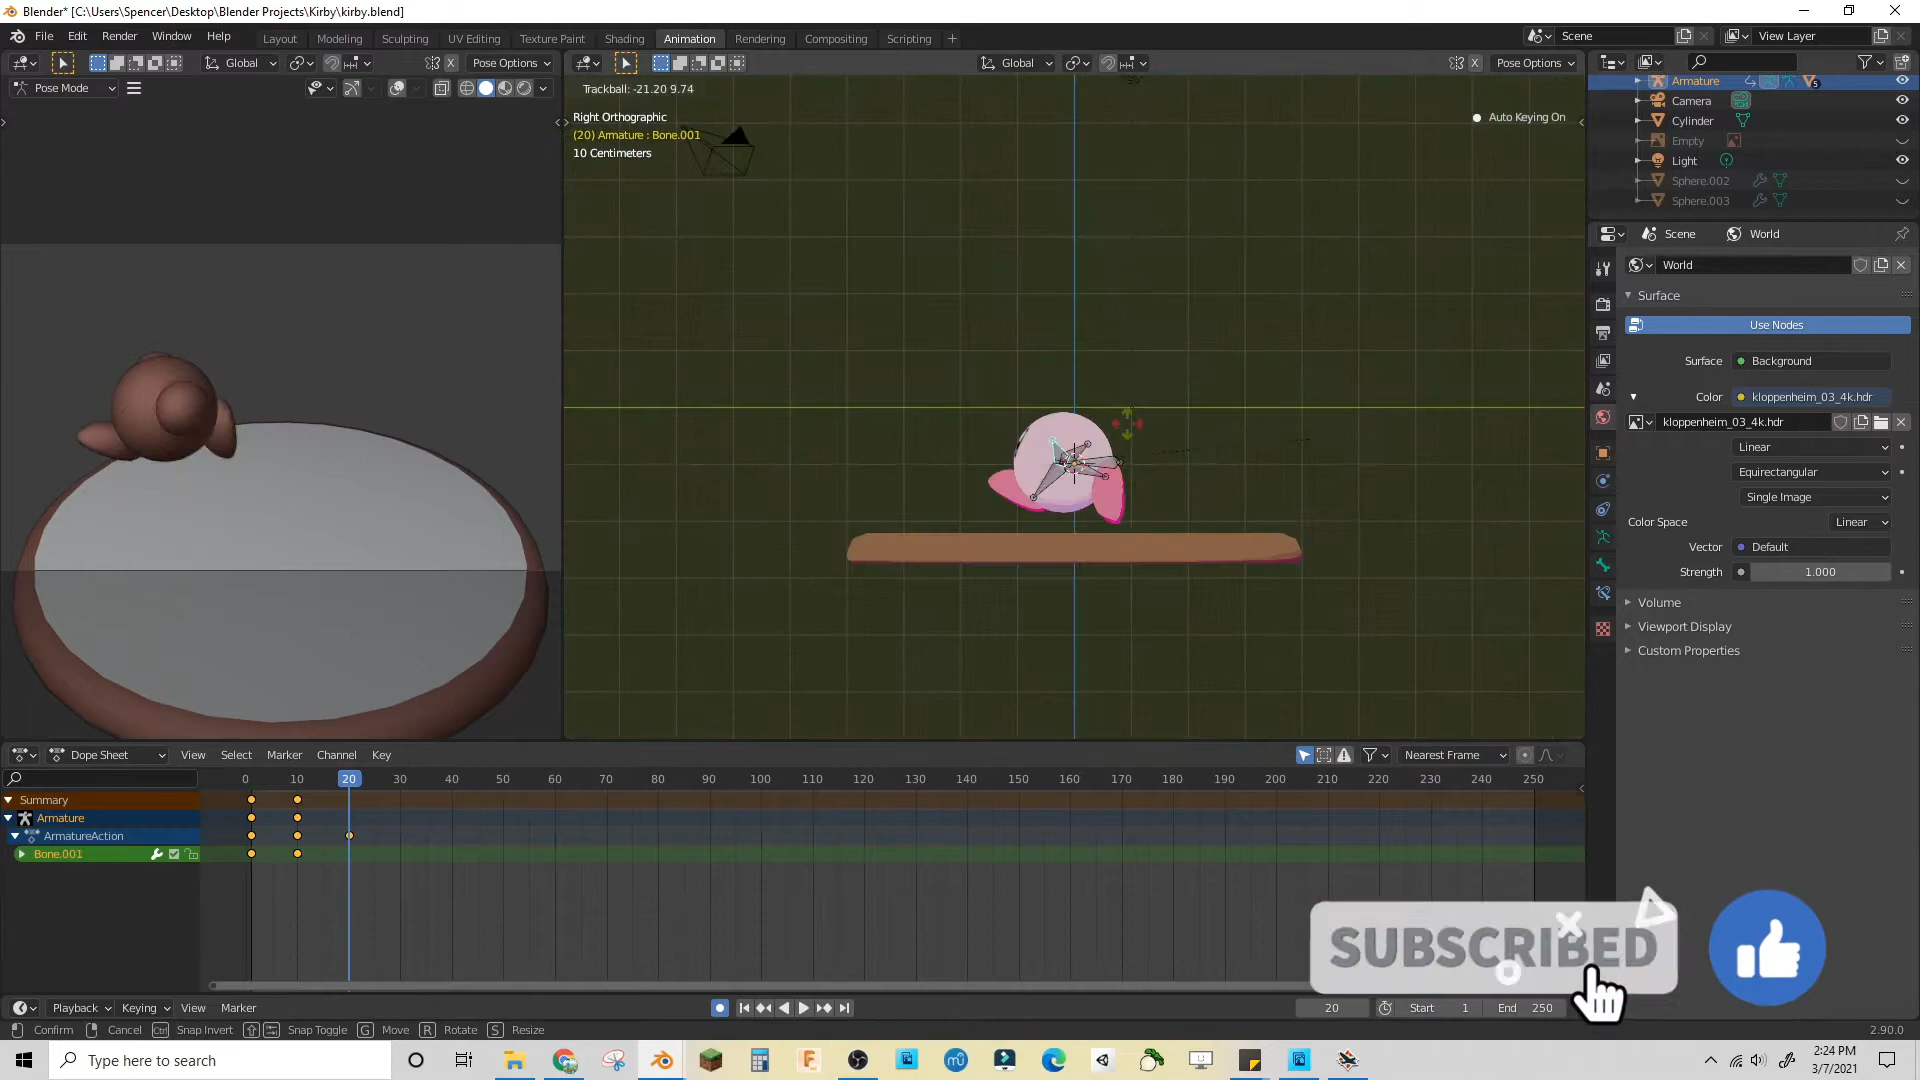 Blender* [C:\Users\Spencer\Desktop\Blender Projects\Kirby\kirby.blend]
File Edit Render Window Help Layout Modeling Sculpting UV Editing Texture Paint Shading Animation Rendering Compositing Scripting + Scene View Layer
Global Pose Options Global Pose Options
Pose Mode
Trackball: -21.20 9.74
Right Orthographic
(20) Armature : Bone.001
10 Centimeters
Auto Keying On
Armature 5
Camera
Cylinder
Empty
Light
Sphere.002
Sphere.003
Scene World
World
Surface
Use Nodes
Surface Background
Color kloppenheim_03_4k.hdr
kloppenheim_03_4k.hdr
Linear
Equirectangular
Single Image
Color Space Linear
Vector Default
Strength 1.000
Volume
Viewport Display
Custom Properties
Dope Sheet View Select Marker Channel Key Nearest Frame
0 10 20 30 40 50 60 70 80 90 100 110 120 130 140 150 160 170 180 190 200 210 220 230 240 250
Summary
Armature
ArmatureAction
Bone.001
SUBSCRIBED
Playback Keying View Marker 20 Start 1 End 250
Confirm Cancel Ctrl Snap Invert Snap Toggle G Move R Rotate S Resize 2.90.0
Type here to search
2:24 PM
3/7/2021